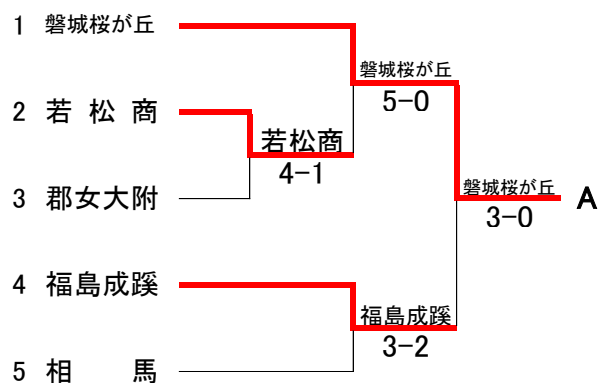 1 磐城桜が丘
磐城桜が丘
5-0
2 若松商
若松商
4-1
3 郡女大附
磐城桜が丘
3-0
A
4 福島成蹊
福島成蹊
3-2
5 相馬